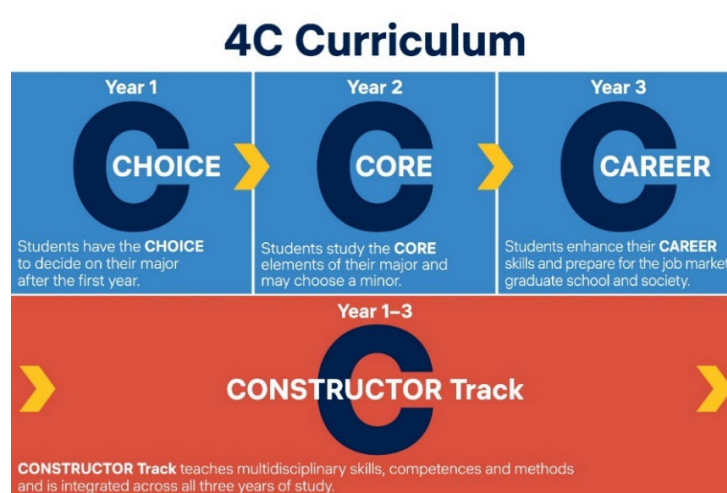 4C Curriculum
Year 1
CHOICE
Students have the CHOICE
to decide on their major
after the first year.
Year 2
CORE
Students study the CORE
elements of their major and
may choose a minor.
Year 3
CAREER
Students enhance their CAREER
skills and prepare for the job market
graduate school and society.
Year 1–3
CONSTRUCTOR Track
CONSTRUCTOR Track teaches multidisciplinary skills, competences and methods
and is integrated across all three years of study.